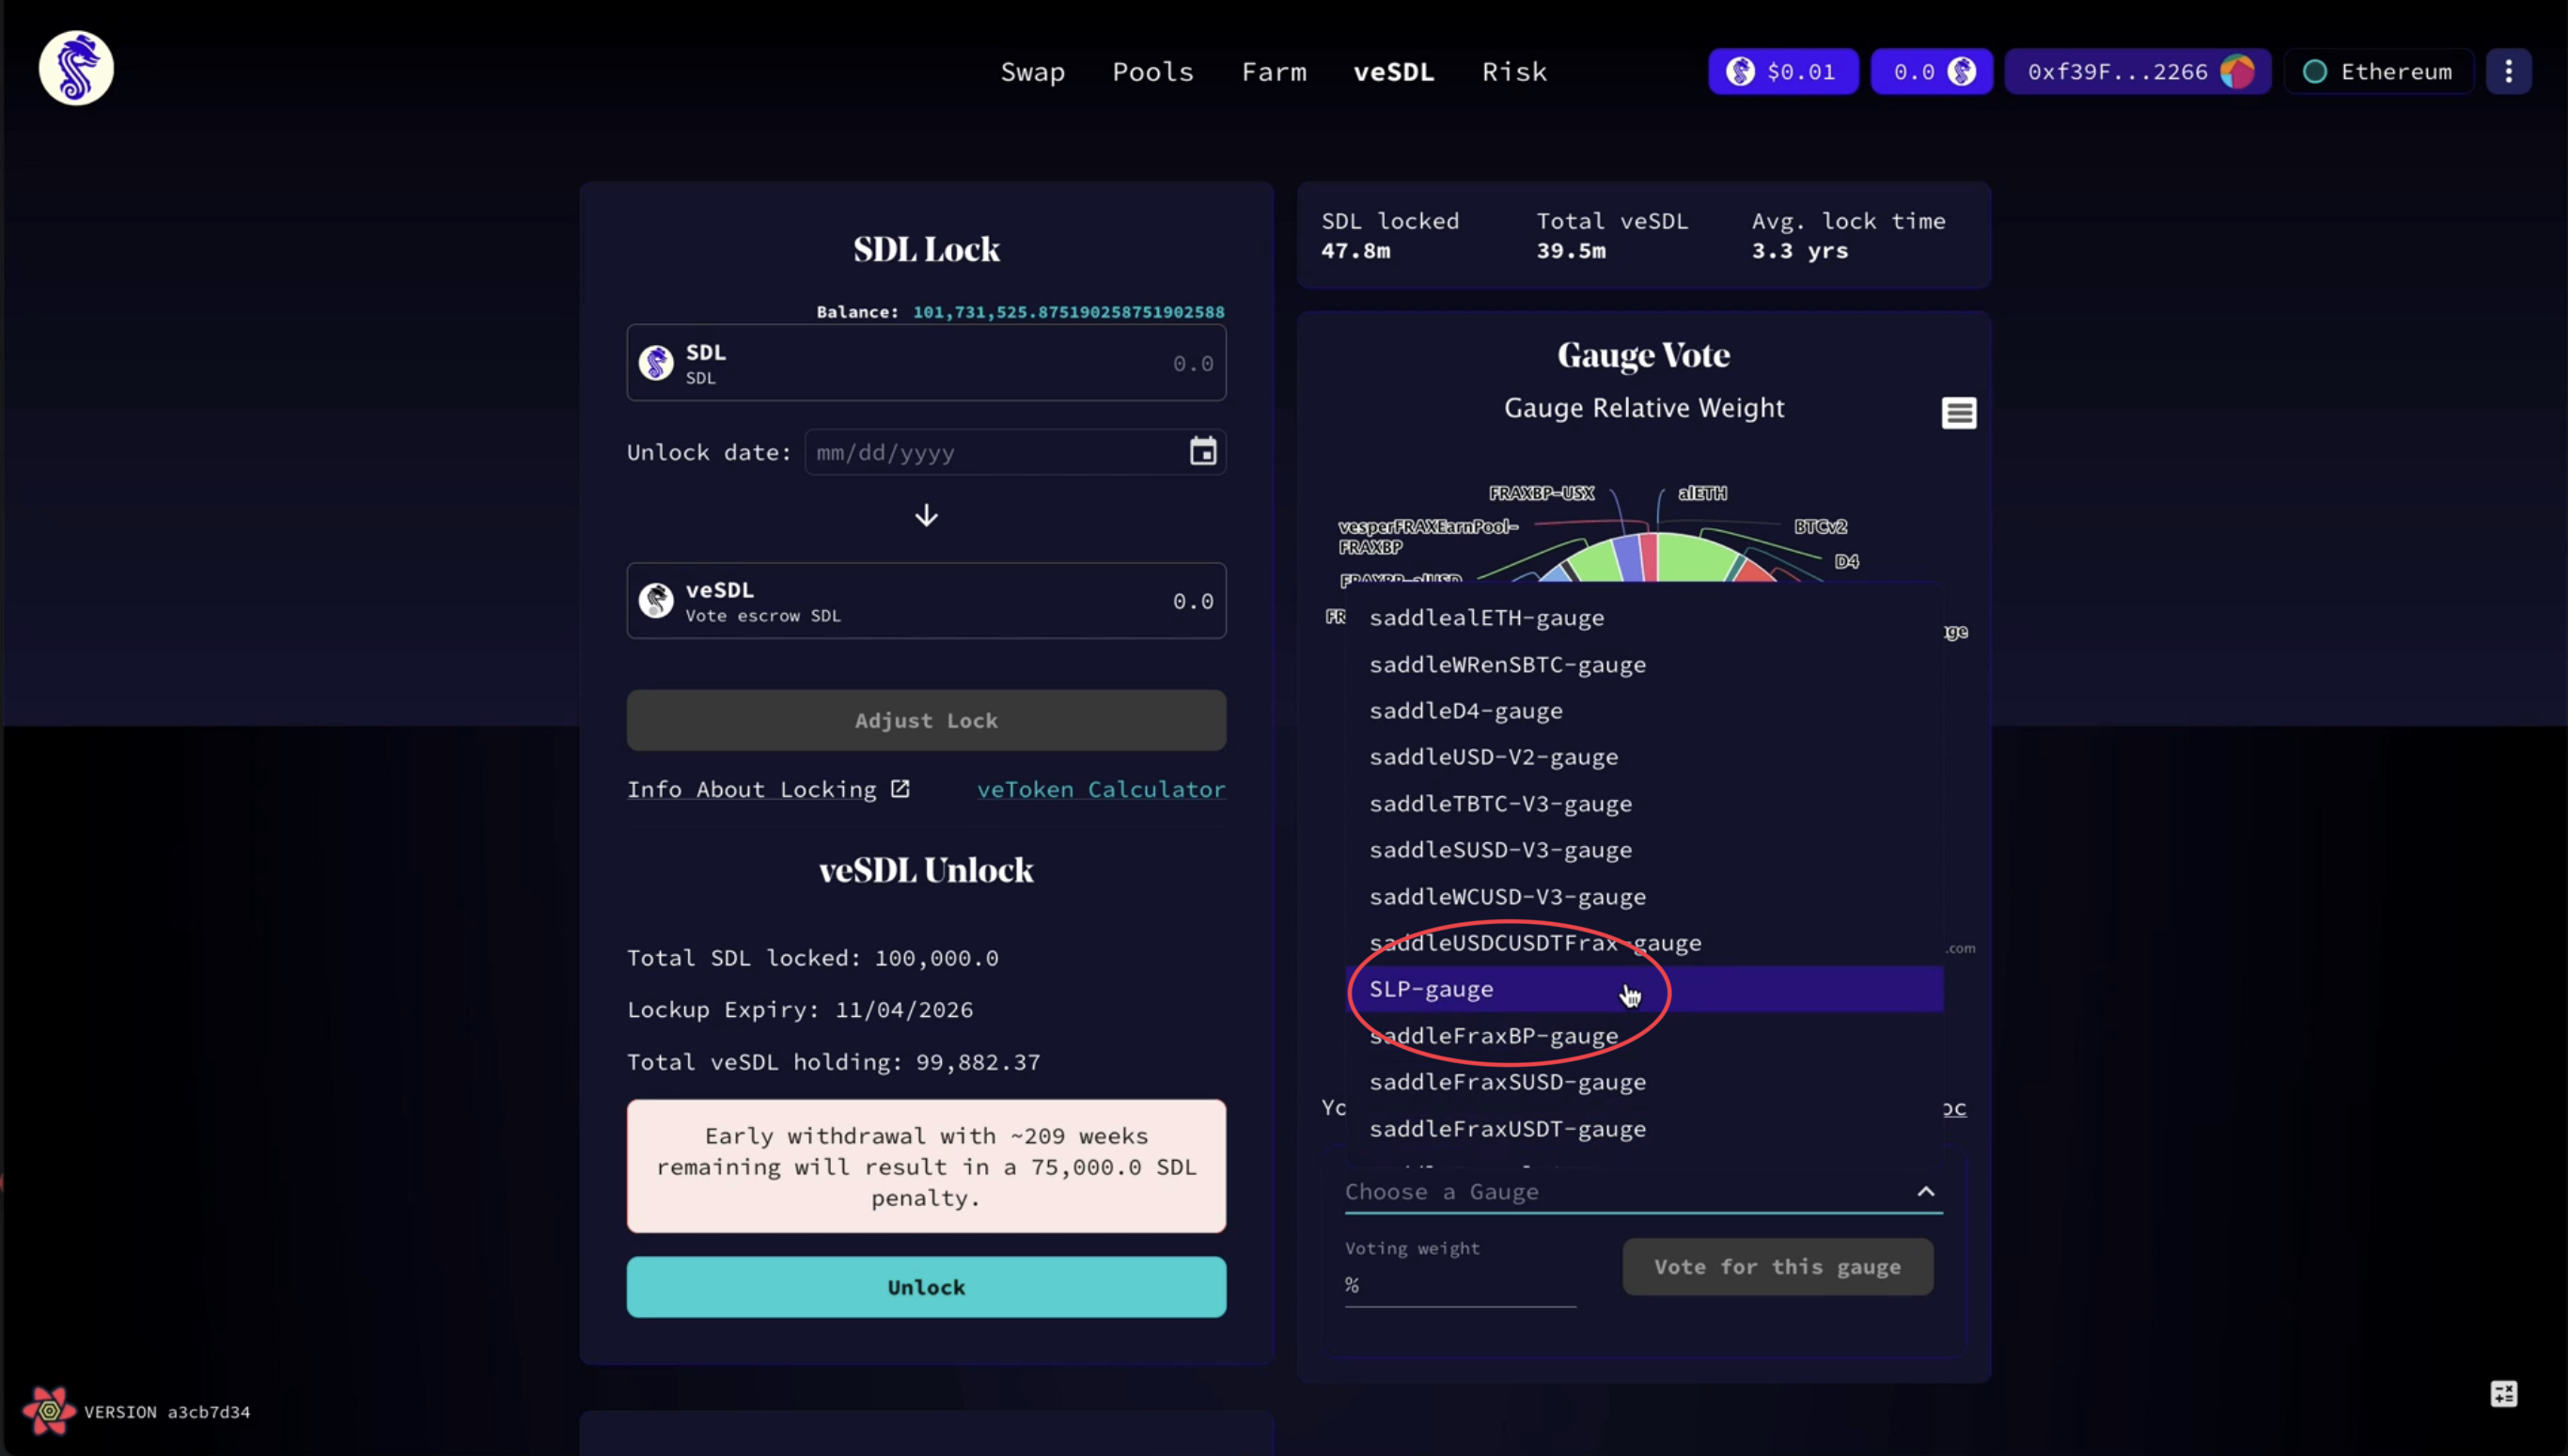 Swap Pools Farm veSDL Risk
$0.01
0.0
0xf39F...2266
Ethereum
SDL Lock
Balance: 101,731,525.875190258751902588
SDL
SDL
0.0
Unlock date: mm/dd/yyyy
veSDL
Vote escrow SDL
0.0
Adjust Lock
Info About Locking
veToken Calculator
veSDL Unlock
Total SDL locked: 100,000.0
Lockup Expiry: 11/04/2026
Total veSDL holding: 99,882.37
Early withdrawal with ~209 weeks
remaining will result in a 75,000.0 SDL
penalty.
Unlock
SDL locked
47.8m
Total veSDL
39.5m
Avg. lock time
3.3 yrs
Gauge Vote
Gauge Relative Weight
FRAXBP-USX
alETH
vesperFRAXEarnPool-
FRAXBP
BTCv2
D4
FRAXBP-alUSD
FR
ge
saddlealETH-gauge
saddleWRenSBTC-gauge
saddleD4-gauge
saddleUSD-V2-gauge
saddleTBTC-V3-gauge
saddleSUSD-V3-gauge
saddleWCUSD-V3-gauge
saddleUSDCUSDTFrax-gauge
.com
SLP-gauge
saddleFraxBP-gauge
saddleFraxSUSD-gauge
Yo
oc
saddleFraxUSDT-gauge
Choose a Gauge
Voting weight
%
Vote for this gauge
VERSION a3cb7d34